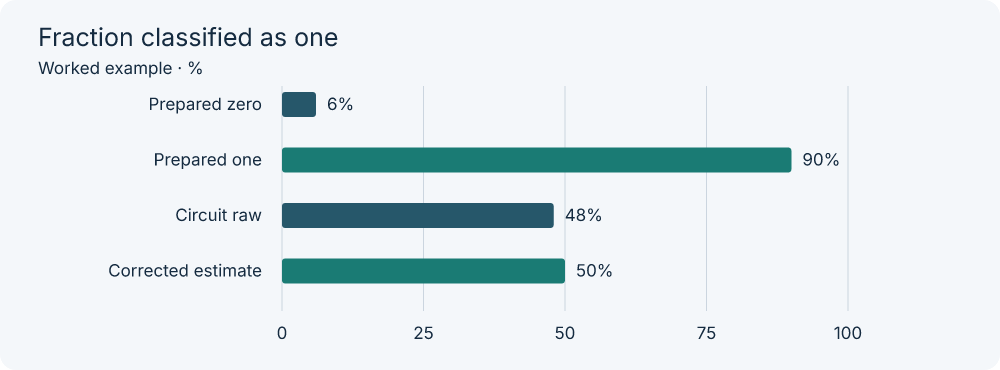 Fraction classified as one
Worked example · %
Prepared zero 6%
Prepared one 90%
Circuit raw 48%
Corrected estimate 50%
0 25 50 75 100